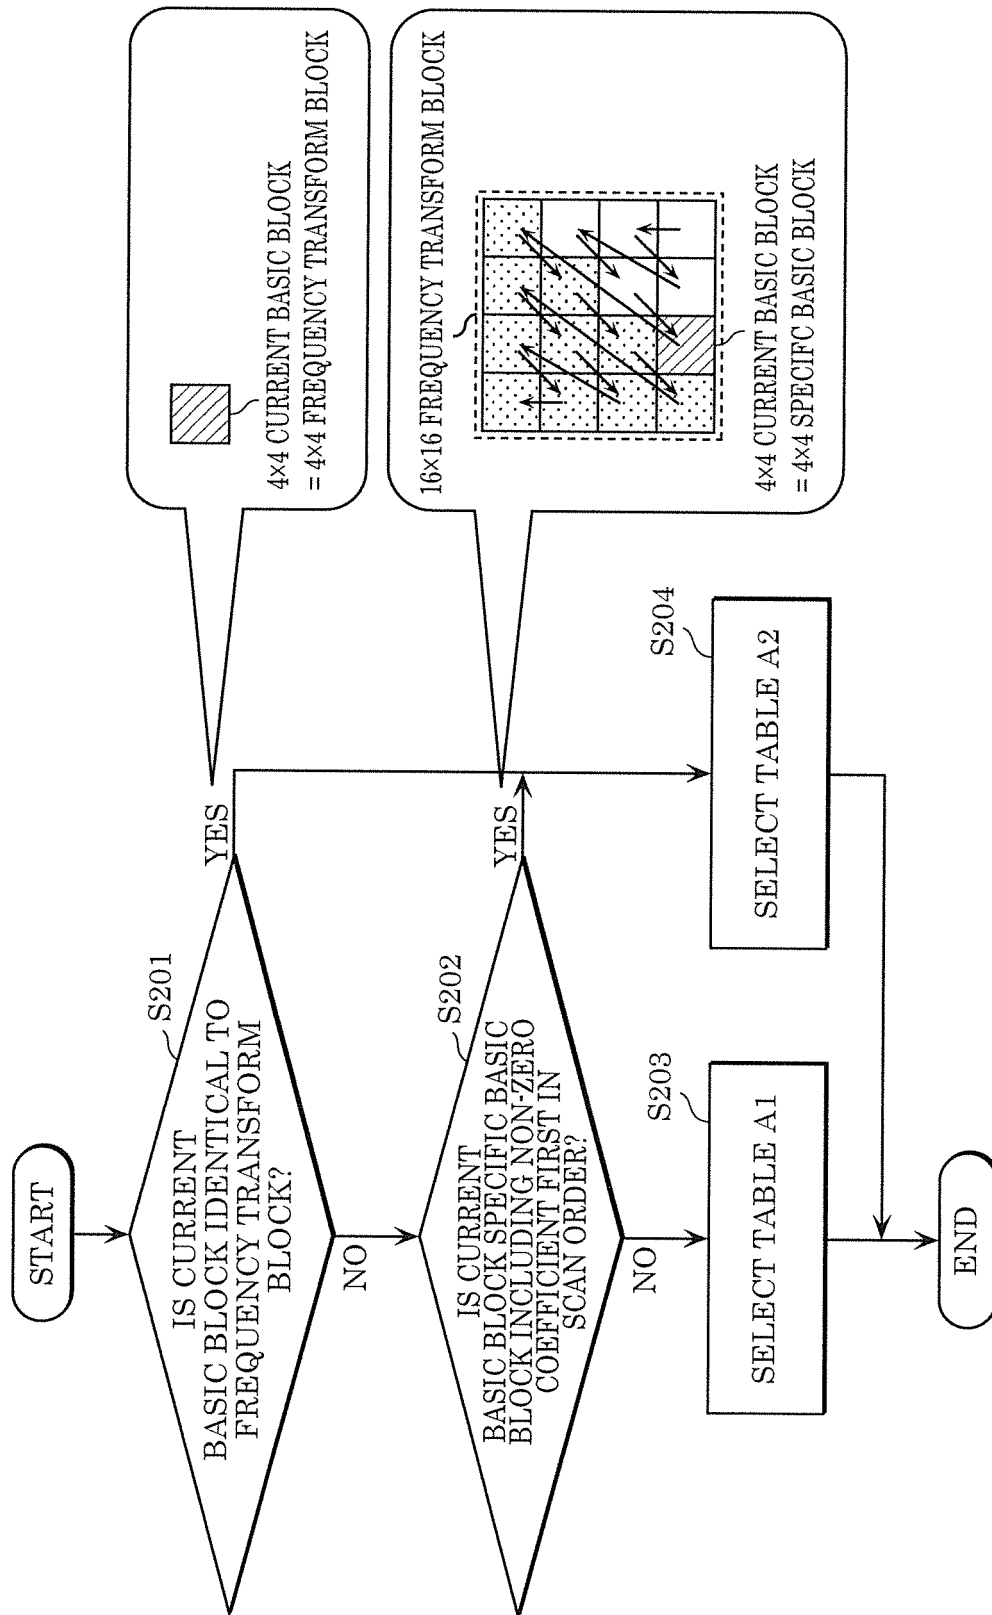 START
S201
IS CURRENT
BASIC BLOCK IDENTICAL TO
FREQUENCY TRANSFORM
BLOCK?
YES
NO
4×4 CURRENT BASIC BLOCK
= 4×4 FREQUENCY TRANSFORM BLOCK
S202
IS CURRENT
BASIC BLOCK SPECIFIC BASIC
BLOCK INCLUDING NON-ZERO
COEFFICIENT FIRST IN
SCAN ORDER?
YES
NO
16×16 FREQUENCY TRANSFORM BLOCK
4×4 CURRENT BASIC BLOCK
= 4×4 SPECIFC BASIC BLOCK
S203
SELECT TABLE A1
S204
SELECT TABLE A2
END